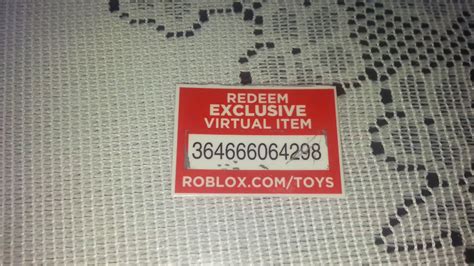 REDEEM
EXCLUSIVE
VIRTUAL ITEM
364666064298
ROBLOX.COM/TOYS